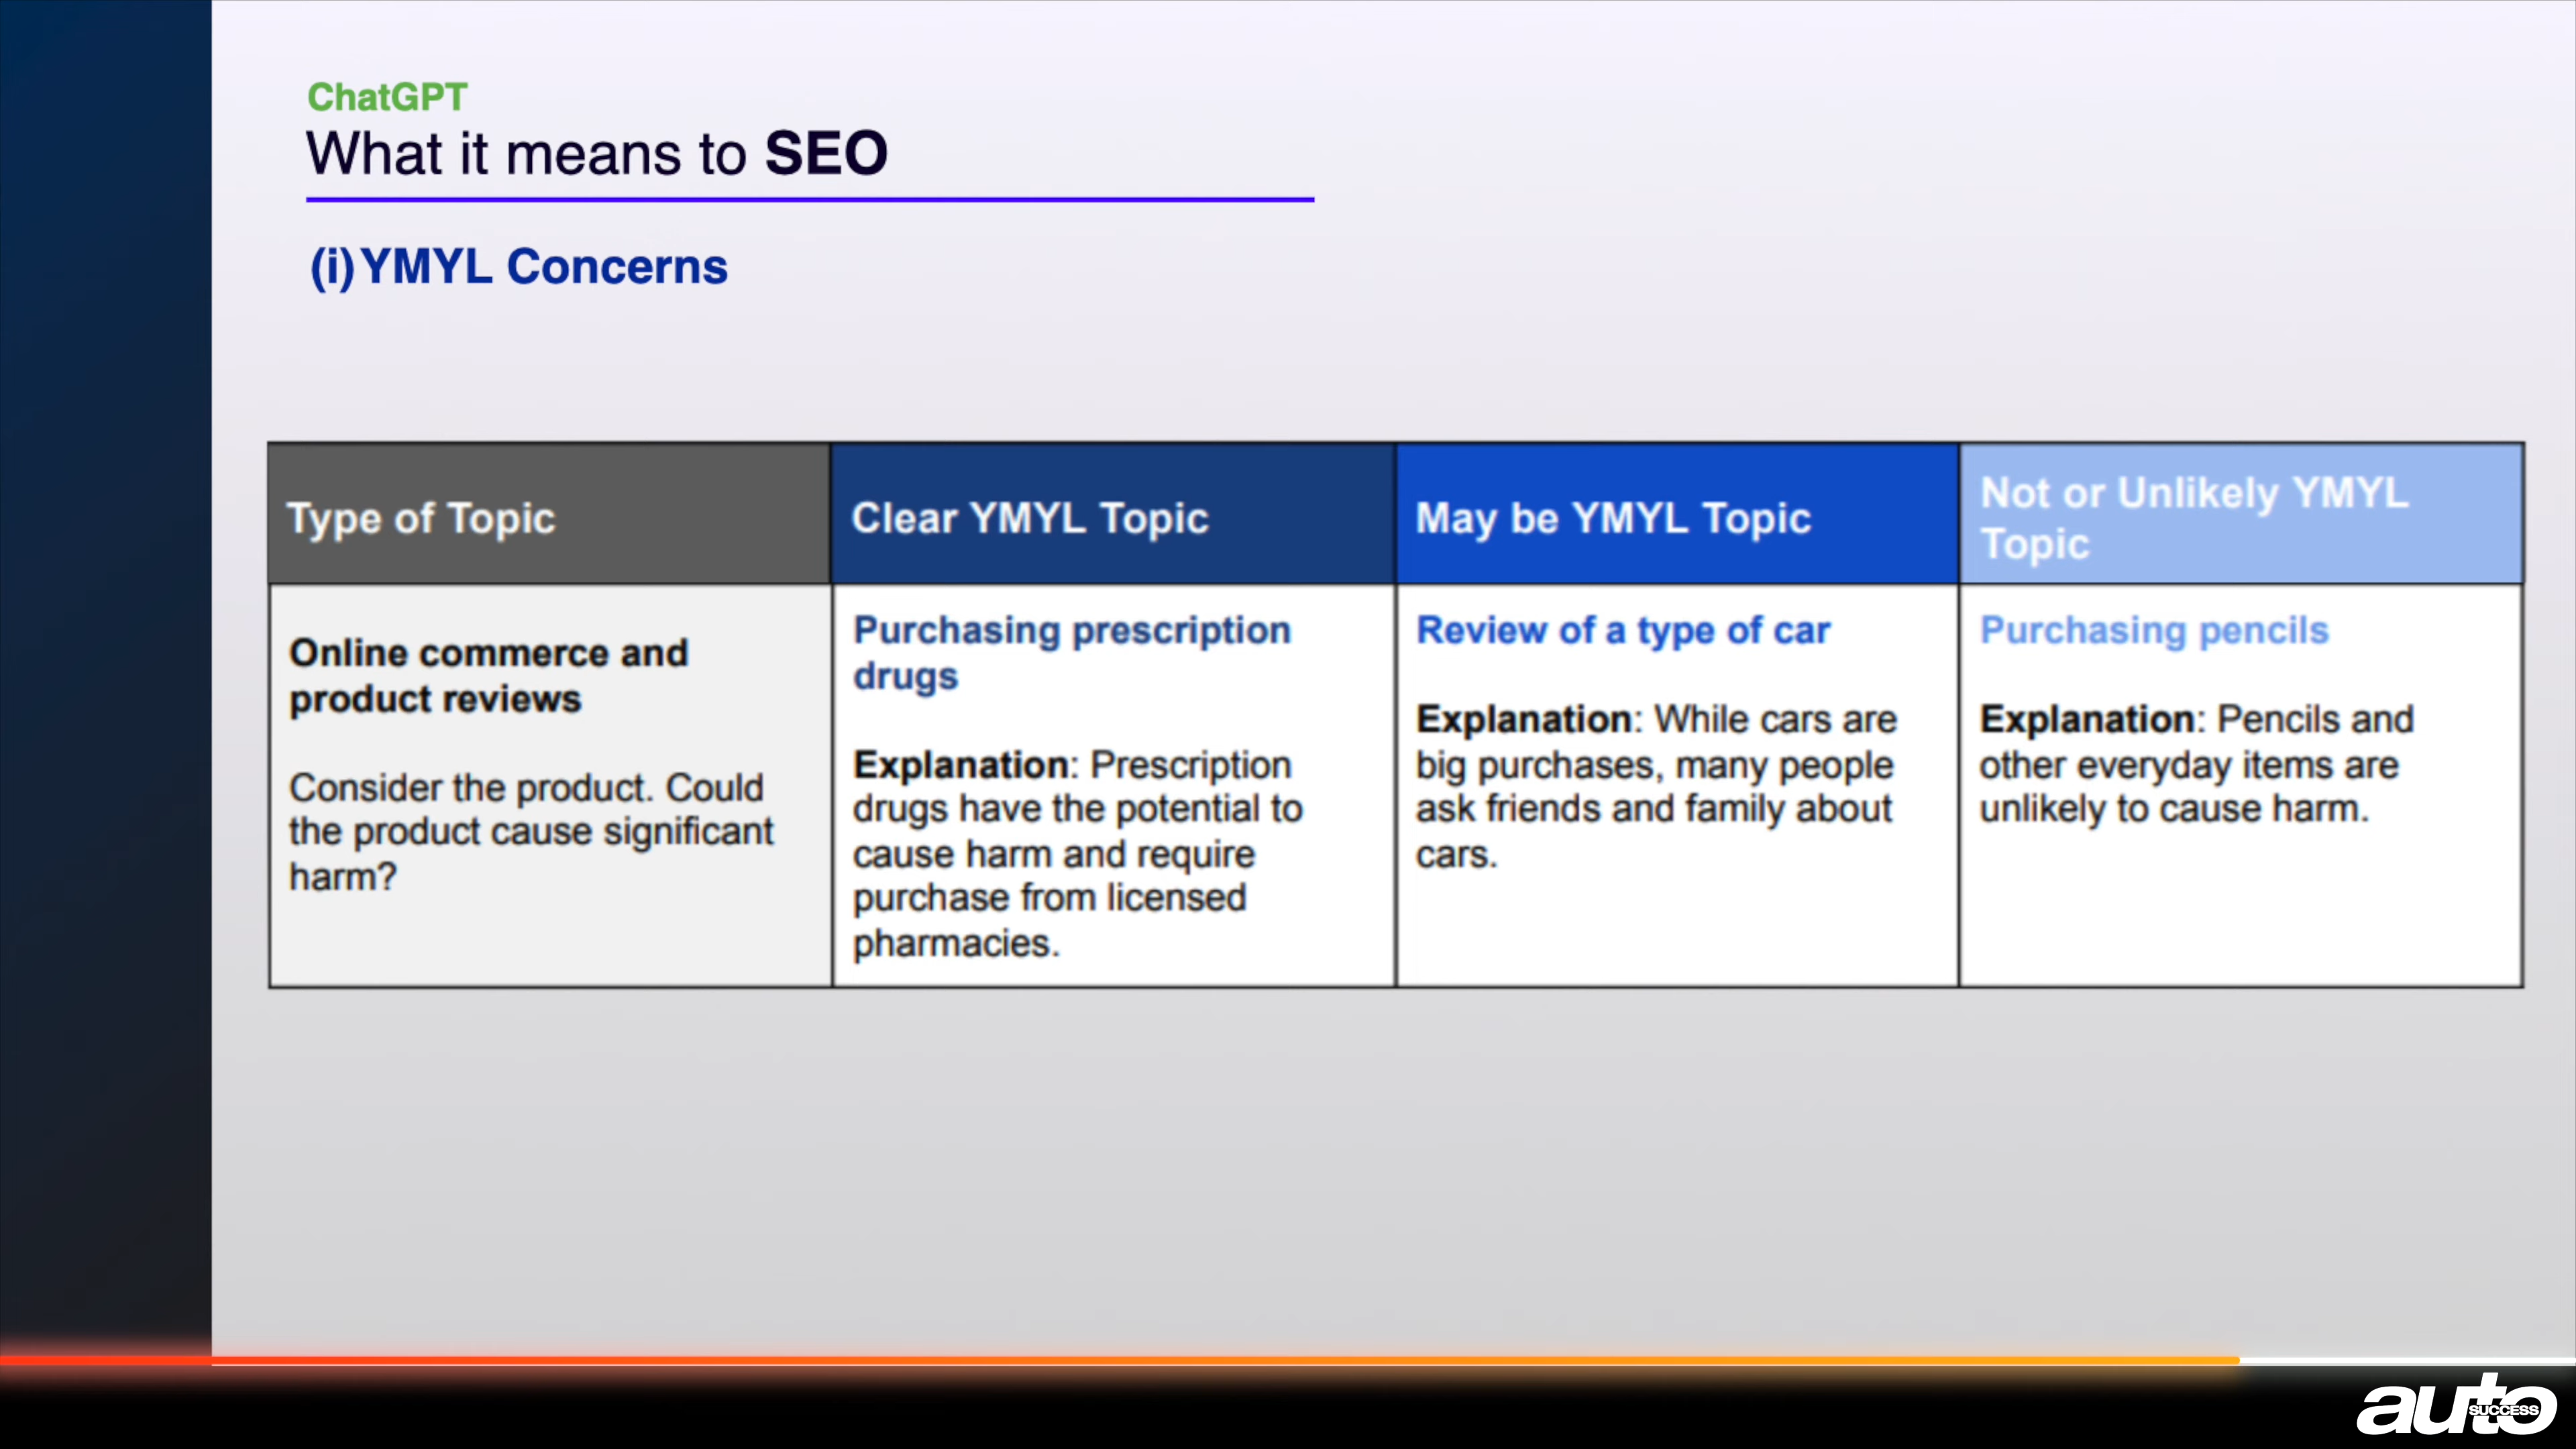 ChatGPT
What it means to SEO
(i) YMYL Concerns
Type of Topic
Clear YMYL Topic
May be YMYL Topic
Not or Unlikely YMYL
Topic
Online commerce and
product reviews
Consider the product. Could
the product cause significant
harm?
Purchasing prescription
drugs
Explanation: Prescription
drugs have the potential to
cause harm and require
purchase from licensed
pharmacies.
Review of a type of car
Explanation: While cars are
big purchases, many people
ask friends and family about
cars.
Purchasing pencils
Explanation: Pencils and
other everyday items are
unlikely to cause harm.
auto
SUCCESS